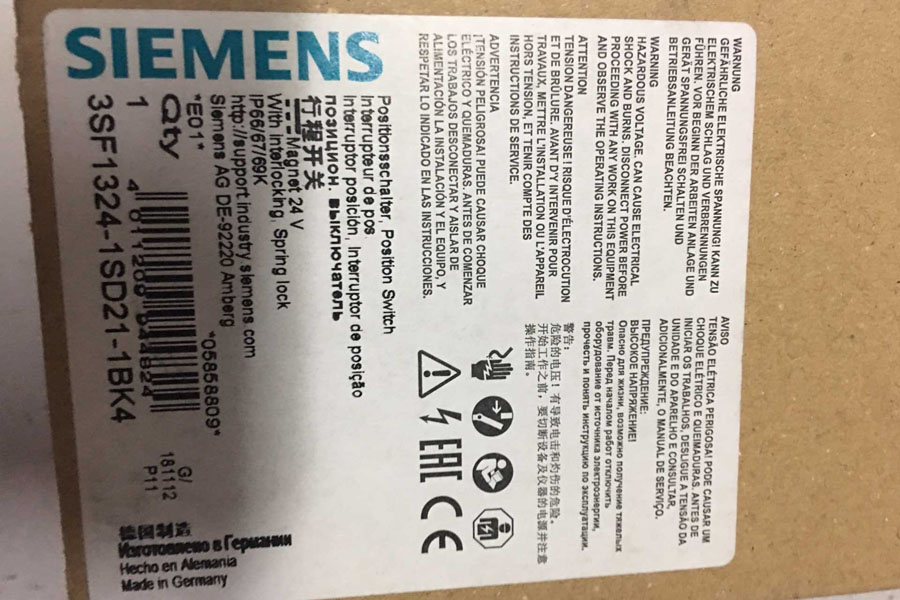 SIEMENS
Positionsschalter, Position Switch
Interrupteur de pos
Interruptor posición, Interruptor de posição
позицион. выключатель
行程开关
Magnet 24 V
With Interlocking, Spring lock
IP66/67/69K
http://support.industry.siemens.com
Siemens AG DE-92220 Amberg
*E01*
*05858809*
Qty
1
3SF1324-1SD21-1BK4
G/
181112
P11
德国制造
Изготовлено в Германии
Hecho en Alemania
Made in Germany
WARNUNG
GEFÄHRLICHE ELEKTRISCHE SPANNUNG! KANN ZU
ELEKTRISCHEM SCHLAG UND VERBRENNUNGEN
FÜHREN. VOR BEGINN DER ARBEITEN ANLAGE UND
GERÄT SPANNUNGSFREI SCHALTEN UND
BETRIEBSANLEITUNG BEACHTEN.
WARNING
HAZARDOUS VOLTAGE. CAN CAUSE ELECTRICAL
SHOCK AND BURNS. DISCONNECT POWER BEFORE
PROCEEDING WITH ANY WORK ON THIS EQUIPMENT
AND OBSERVE THE OPERATING INSTRUCTIONS.
ATTENTION
TENSION DANGEREUSE ! RISQUE D'ÉLECTROCUTION
ET DE BRÛLURE. AVANT D'Y INTERVENIR POUR
TRAVAUX, METTRE L'INSTALLATION OU L'APPAREIL
HORS TENSION, ET TENIR COMPTE DES
INSTRUCTIONS DE SERVICE.
ADVERTENCIA
¡TENSIÓN PELIGROSA! PUEDE CAUSAR CHOQUE
ELÉCTRICO Y QUEMADURAS. ANTES DE COMENZAR
LOS TRABAJOS DESCONECTAR Y AISLAR DE
ALIMENTACIÓN LA INSTALACIÓN Y EL EQUIPO, Y
RESPETAR LO INDICADO EN LAS INSTRUCCIONES.
AVISO
TENSÃO ELÉTRICA PERIGOSA! PODE CAUSAR UM
CHOQUE ELÉTRICO E QUEIMADURAS. ANTES DE
INICIAR OS TRABALHOS, DESLIGUE A TENSÃO DA
UNIDADE E DO APARELHO E CONSULTAR,
ADICIONALMENTE, O MANUAL DE SERVIÇO.
ПРЕДУПРЕЖДЕНИЕ:
ВЫСОКОЕ НАПРЯЖЕНИЕ!
Опасно для жизни, возможно получение тяжелых
травм. Перед началом работ отключить
оборудование от источника электроэнергии,
прочесть и понять инструкцию по эксплуатации.
警告：
危险的电压！有导致电击和灼伤的危险。
开始工作之前，要切断设备及仪器的电源并注意
操作指南。
EAC CE